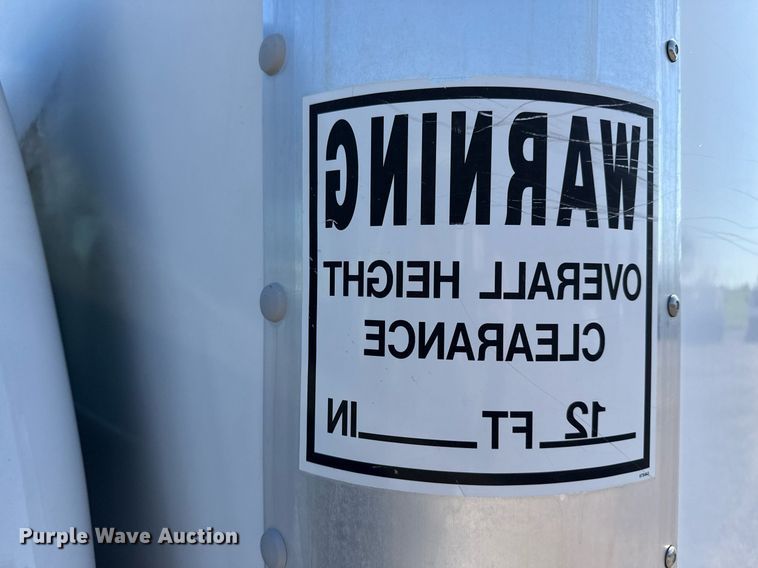 WARNING
OVERALL HEIGHT
CLEARANCE
12 FT ___ IN
Purple Wave Auction